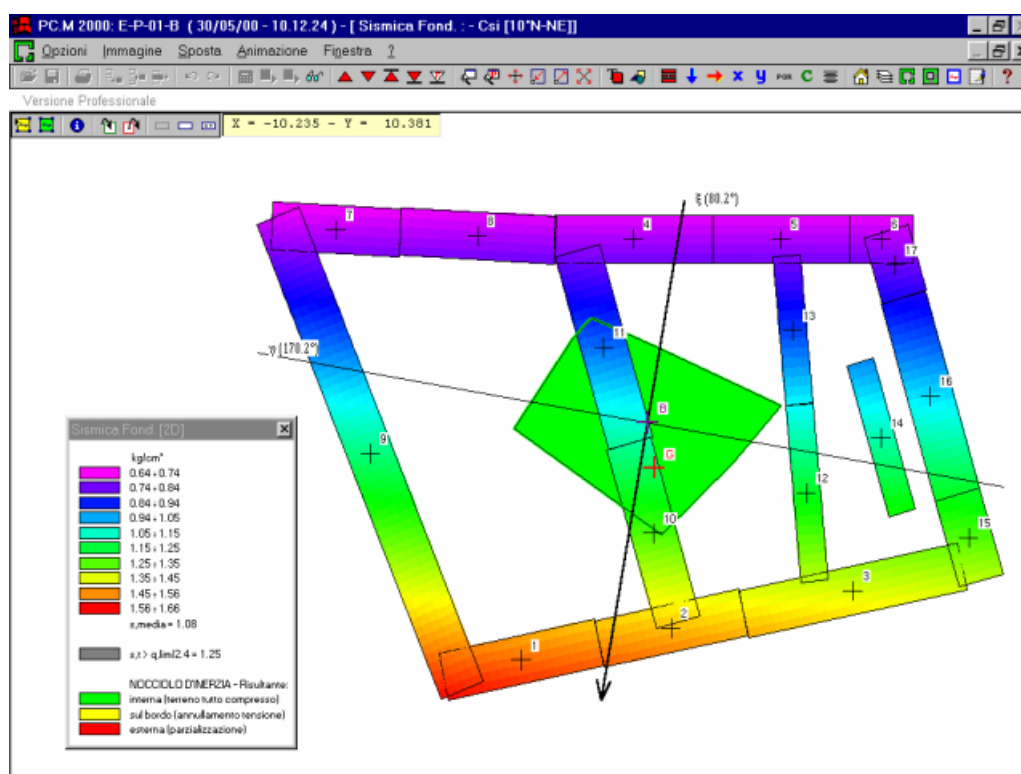 PC.M 2000: E-P-01-B ( 30/05/00 - 10.12.24 ) - [ Sismica Fond. : - Csi [10°N-NE]]
Opzioni Immagine Sposta Animazione Finestra ?
PGR C
Versione Professionale
X = -10.235 - Y = 10.381
ξ (80.2°)
7
8
4
5
6
17
13
11
η (170.2°)
16
B
14
9
G
12
10
15
3
2
1
Sismica Fond. [2D]
kg/cm²
0.64 ÷ 0.74
0.74 ÷ 0.84
0.84 ÷ 0.94
0.94 ÷ 1.05
1.05 ÷ 1.15
1.15 ÷ 1.25
1.25 ÷ 1.35
1.35 ÷ 1.45
1.45 ÷ 1.56
1.56 ÷ 1.66
s,media = 1.08
s,t > q,lim/2.4 = 1.25
NOCCIOLO D'INERZIA - Risultante:
interna (terreno tutto compresso)
sul bordo (annullamento tensione)
esterna (parzializzazione)